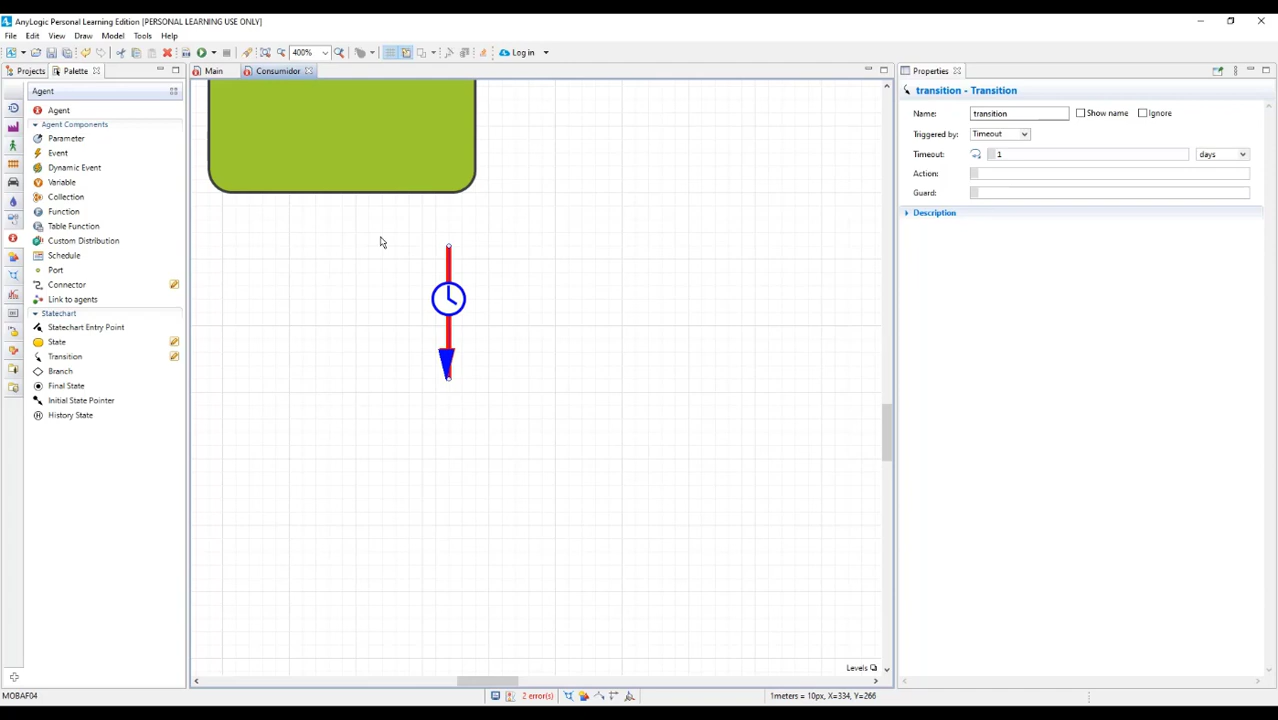 AnyLogic Personal Learning Edition [PERSONAL LEARNING USE ONLY]
File Edit View Draw Model Tools Help
400% Log in
Projects Palette Main Consumidor Properties
Agent
Agent
Agent Components
Parameter
Event
Dynamic Event
Variable
Collection
Function
Table Function
Custom Distribution
Schedule
Port
Connector
Link to agents
Statechart
Statechart Entry Point
State
Transition
Branch
Final State
Initial State Pointer
History State
transition - Transition
Name: transition Show name Ignore
Triggered by: Timeout
Timeout: 1 days
Action:
Guard:
Description
Levels
MOBAF04 2 error(s) 1meters = 10px, X=334, Y=266